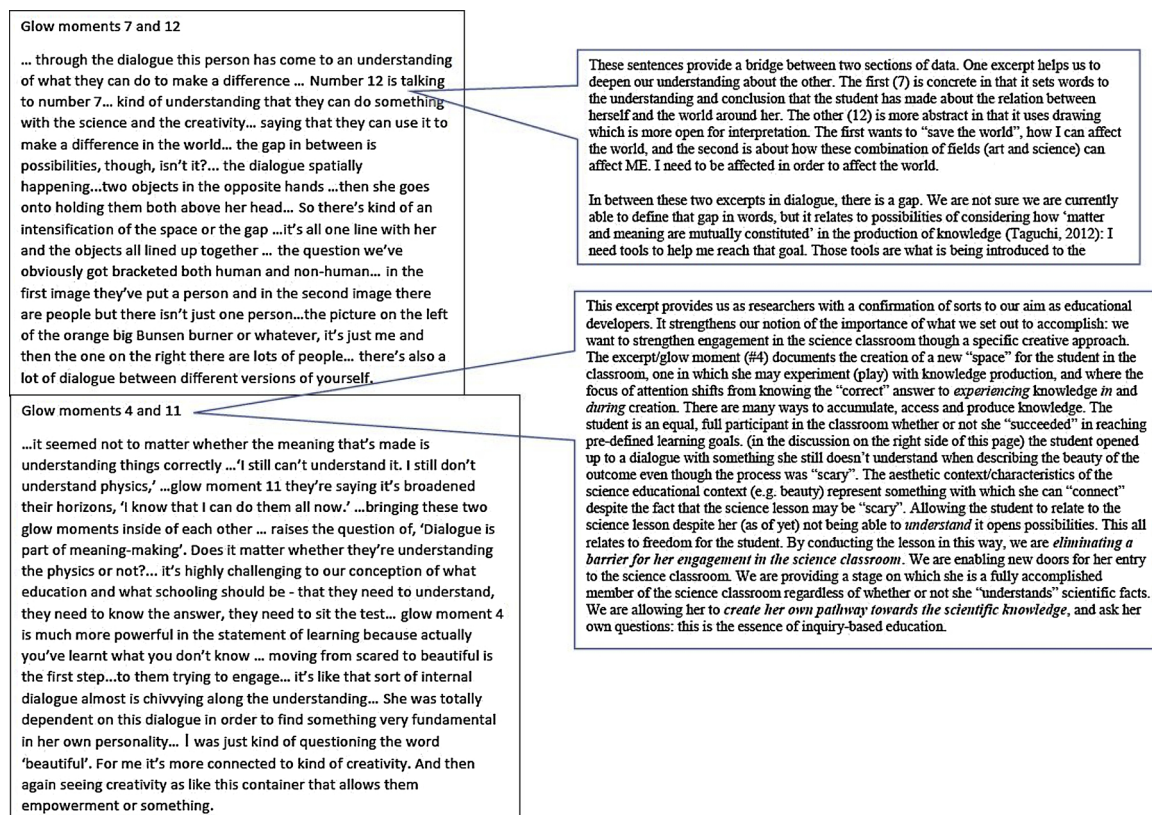 Glow moments 7 and 12
... through the dialogue this person has come to an understanding
of what they can do to make a difference ... Number 12 is talking
to number 7... kind of understanding that they can do something
with the science and the creativity... saying that they can use it to
make a difference in the world... the gap in between is
possibilities, though, isn't it?... the dialogue spatially
happening...two objects in the opposite hands ...then she goes
onto holding them both above her head... So there's kind of an
intensification of the space or the gap ...it's all one line with her
and the objects all lined up together ... the question we've
obviously got bracketed both human and non-human... in the
first image they've put a person and in the second image there
are people but there isn't just one person...the picture on the left
of the orange big Bunsen burner or whatever, it's just me and
then the one on the right there are lots of people... there's also a
lot of dialogue between different versions of yourself.
Glow moments 4 and 11
...it seemed not to matter whether the meaning that's made is
understanding things correctly ...'I still can't understand it. I still don't
understand physics,' ...glow moment 11 they're saying it's broadened
their horizons, 'I know that I can do them all now.' ...bringing these two
glow moments inside of each other ... raises the question of, 'Dialogue is
part of meaning-making'. Does it matter whether they're understanding
the physics or not?... it's highly challenging to our conception of what
education and what schooling should be - that they need to understand,
they need to know the answer, they need to sit the test... glow moment 4
is much more powerful in the statement of learning because actually
you've learnt what you don't know ... moving from scared to beautiful is
the first step...to them trying to engage... it's like that sort of internal
dialogue almost is chivvying along the understanding... She was totally
dependent on this dialogue in order to find something very fundamental
in her own personality... I was just kind of questioning the word
'beautiful'. For me it's more connected to kind of creativity. And then
again seeing creativity as like this container that allows them
empowerment or something.
These sentences provide a bridge between two sections of data. One excerpt helps us to
deepen our understanding about the other. The first (7) is concrete in that it sets words to
the understanding and conclusion that the student has made about the relation between
herself and the world around her. The other (12) is more abstract in that it uses drawing
which is more open for interpretation. The first wants to "save the world", how I can affect
the world, and the second is about how these combination of fields (art and science) can
affect ME. I need to be affected in order to affect the world.
In between these two excerpts in dialogue, there is a gap. We are not sure we are currently
able to define that gap in words, but it relates to possibilities of considering how 'matter
and meaning are mutually constituted' in the production of knowledge (Taguchi, 2012): I
need tools to help me reach that goal. Those tools are what is being introduced to the
This excerpt provides us as researchers with a confirmation of sorts to our aim as educational
developers. It strengthens our notion of the importance of what we set out to accomplish: we
want to strengthen engagement in the science classroom though a specific creative approach.
The excerpt/glow moment (#4) documents the creation of a new "space" for the student in the
classroom, one in which she may experiment (play) with knowledge production, and where the
focus of attention shifts from knowing the "correct" answer to experiencing knowledge in and
during creation. There are many ways to accumulate, access and produce knowledge. The
student is an equal, full participant in the classroom whether or not she "succeeded" in reaching
pre-defined learning goals. (in the discussion on the right side of this page) the student opened
up to a dialogue with something she still doesn't understand when describing the beauty of the
outcome even though the process was "scary". The aesthetic context/characteristics of the
science educational context (e.g. beauty) represent something with which she can "connect"
despite the fact that the science lesson may be "scary". Allowing the student to relate to the
science lesson despite her (as of yet) not being able to understand it opens possibilities. This all
relates to freedom for the student. By conducting the lesson in this way, we are eliminating a
barrier for her engagement in the science classroom. We are enabling new doors for her entry
to the science classroom. We are providing a stage on which she is a fully accomplished
member of the science classroom regardless of whether or not she "understands" scientific facts.
We are allowing her to create her own pathway towards the scientific knowledge, and ask her
own questions: this is the essence of inquiry-based education.